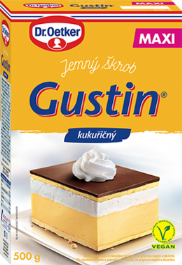 Dr.Oetker
MAXI
Jemný Škrob
Gustin®
kukuřičný
VEGAN
500 g